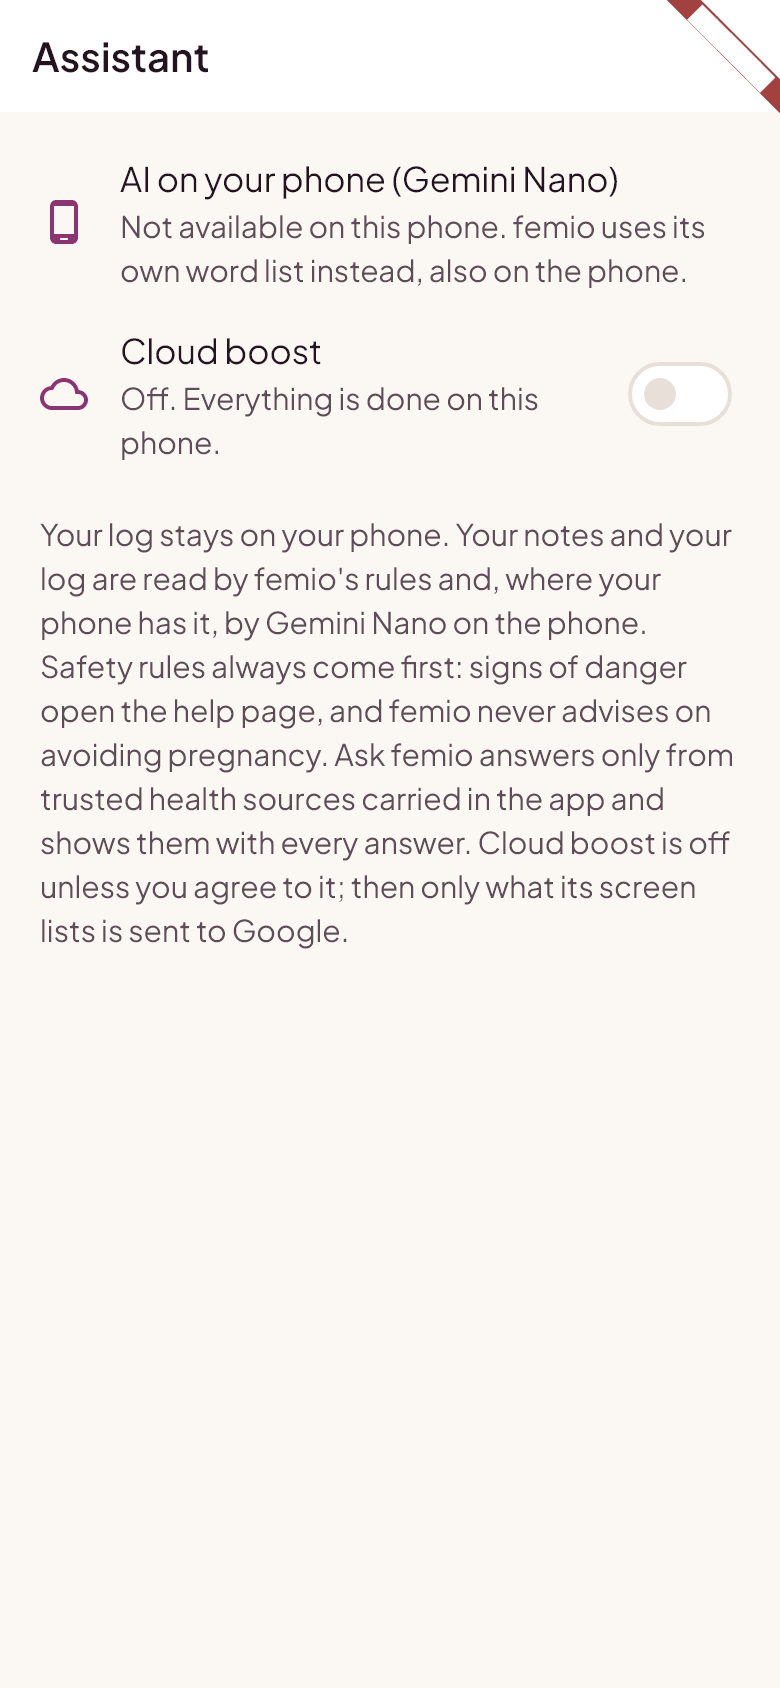 Assistant
AI on your phone (Gemini Nano)
Not available on this phone. femio uses its
own word list instead, also on the phone.
Cloud boost
Off. Everything is done on this
phone.
Your log stays on your phone. Your notes and your
log are read by femio's rules and, where your
phone has it, by Gemini Nano on the phone.
Safety rules always come first: signs of danger
open the help page, and femio never advises on
avoiding pregnancy. Ask femio answers only from
trusted health sources carried in the app and
shows them with every answer. Cloud boost is off
unless you agree to it; then only what its screen
lists is sent to Google.